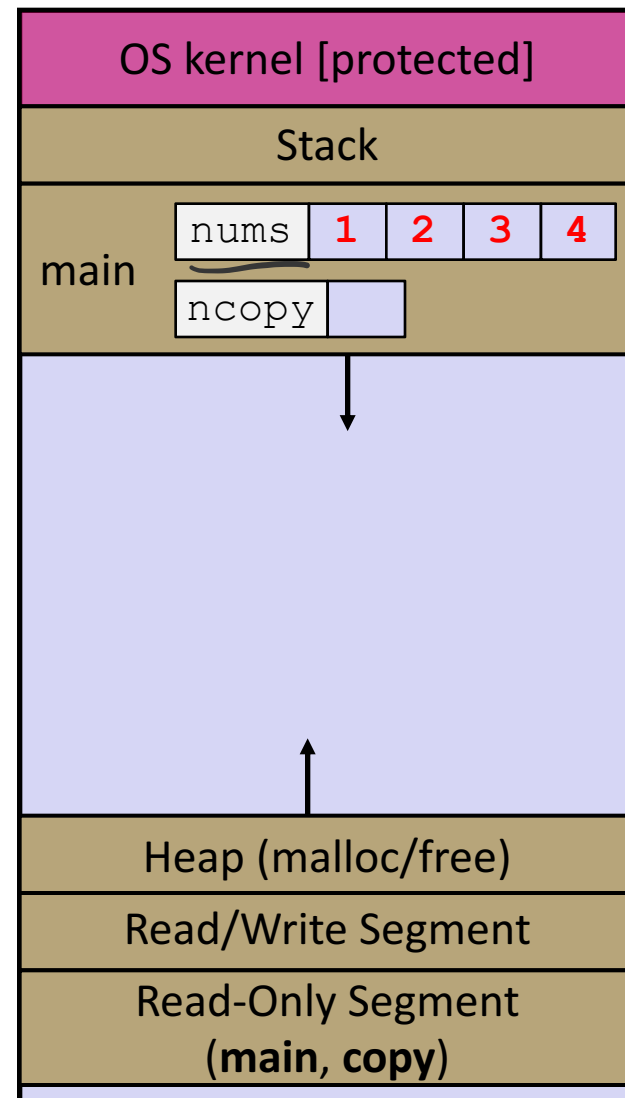 OS kernel [protected]
Stack
main
nums 1 2 3 4
ncopy
Heap (malloc/free)
Read/Write Segment
Read-Only Segment
(main, copy)